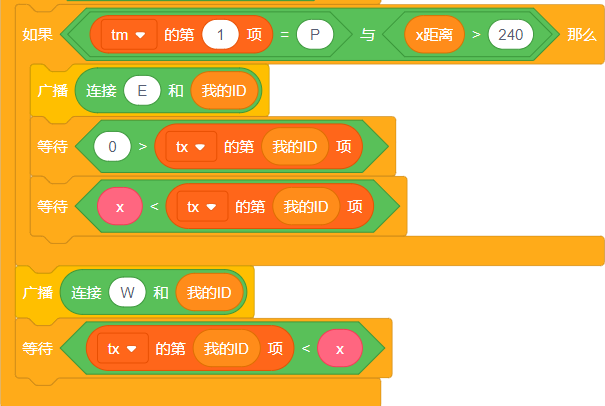 如果 tm 的第 1 项 = P 与 x距离 > 240 那么
广播 连接 E 和 我的ID
等待 0 > tx 的第 我的ID 项
等待 x < tx 的第 我的ID 项
广播 连接 W 和 我的ID
等待 tx 的第 我的ID 项 < x